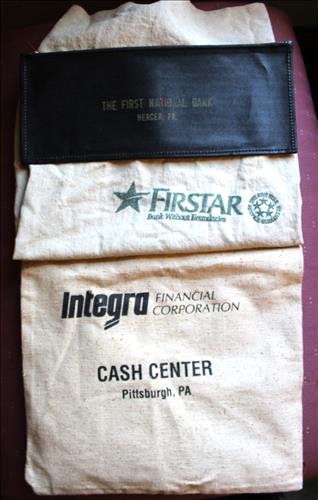 THE FIRST NATIONAL BANK
MERCER, PA.
FIRSTAR
Bank Without Boundaries
Integra FINANCIAL
CORPORATION
CASH CENTER
Pittsburgh, PA